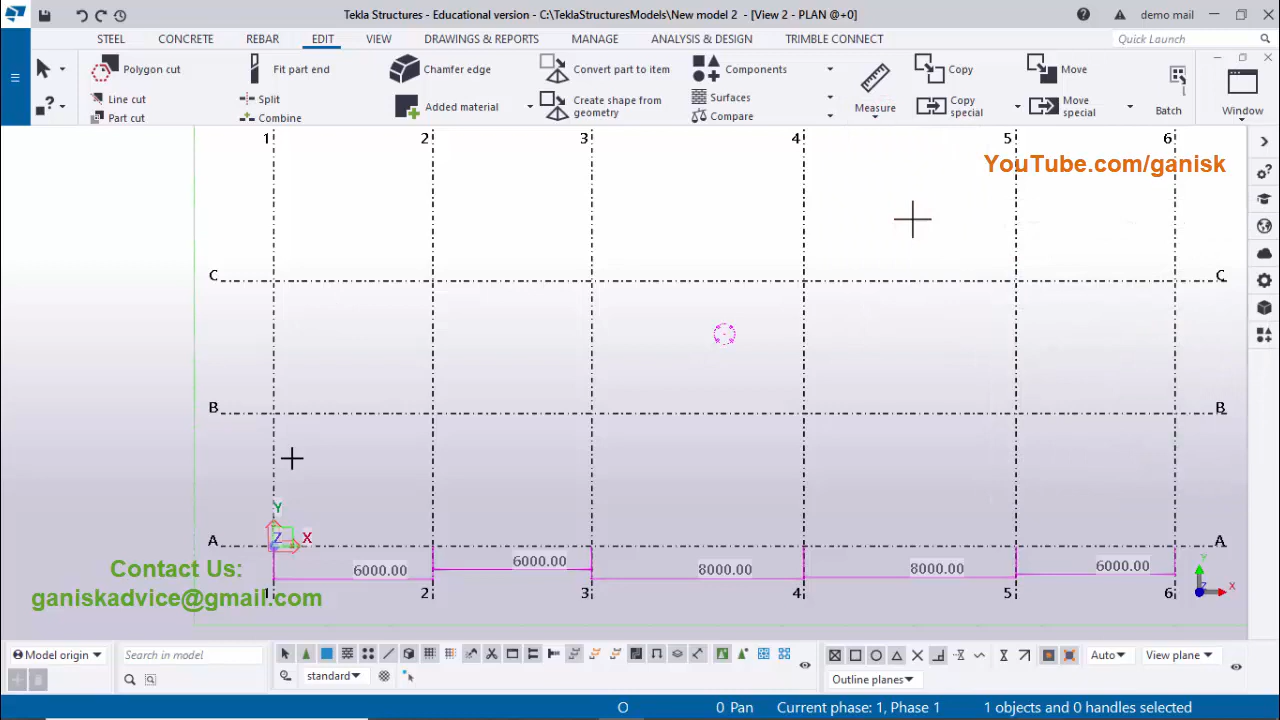 Tekla Structures - Educational version - C:\TeklaStructuresModels\New model 2 - [View 2 - PLAN @+0]
demo mail
STEEL CONCRETE REBAR EDIT VIEW DRAWINGS & REPORTS MANAGE ANALYSIS & DESIGN TRIMBLE CONNECT
Quick Launch
Polygon cut
Line cut
Part cut
Fit part end
Split
Combine
Chamfer edge
Added material
Convert part to item
Create shape from
geometry
Components
Surfaces
Compare
Measure
Copy
Copy
special
Move
Move
special
Batch
Window
1 2 3 4 5 6
YouTube.com/ganisk
C C
B B
Y
Z X
A A
6000.00 6000.00 8000.00 8000.00 6000.00
Y
Z X
Contact Us:
ganiskadvice@gmail.com
1 2 3 4 5 6
Model origin
Search in model
standard
Auto
View plane
Outline planes
O
0 Pan
Current phase: 1, Phase 1
1 objects and 0 handles selected